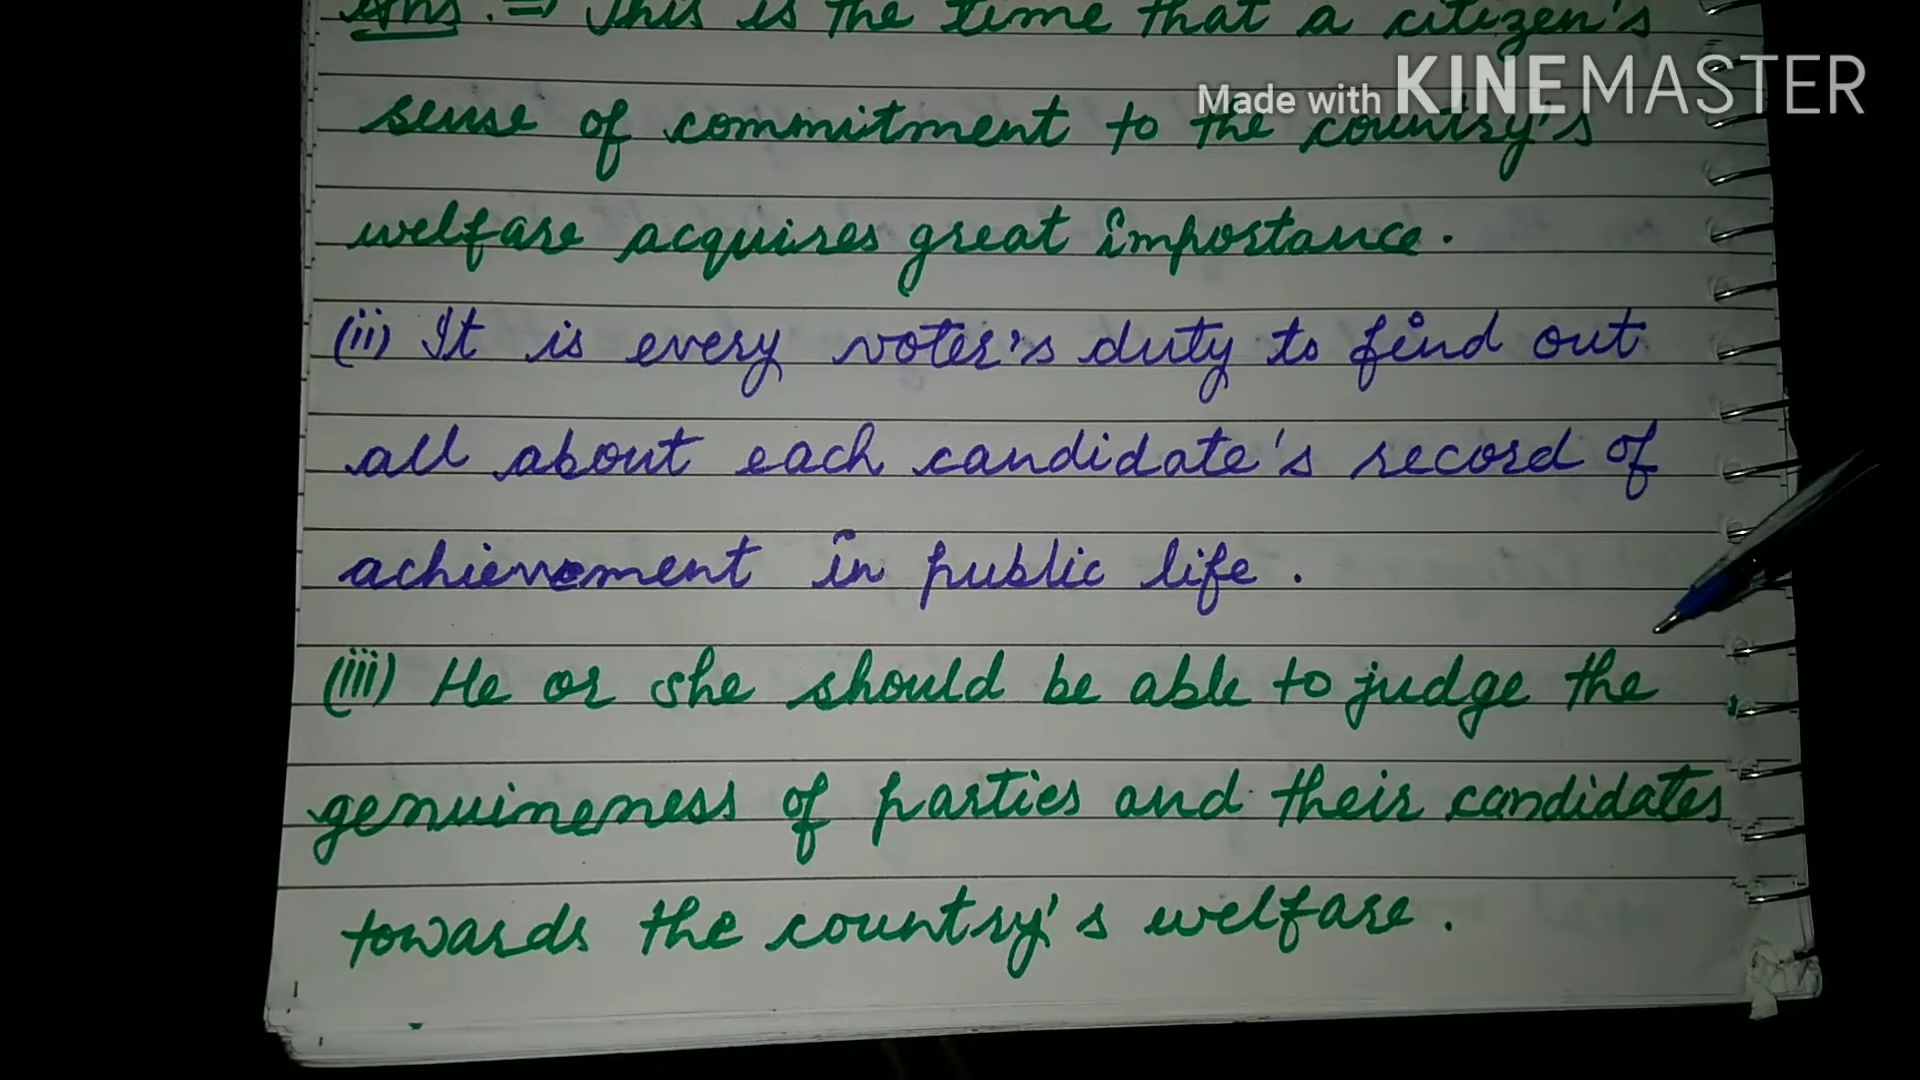 Ans. => This is the time that a citizen's
Made with KINEMASTER
sense of commitment to the country's
welfare acquires great importance.
(ii) It is every voter's duty to find out
all about each candidate's record of
achievement in public life.
(iii) He or she should be able to judge the
genuineness of parties and their candidates
towards the country's welfare.